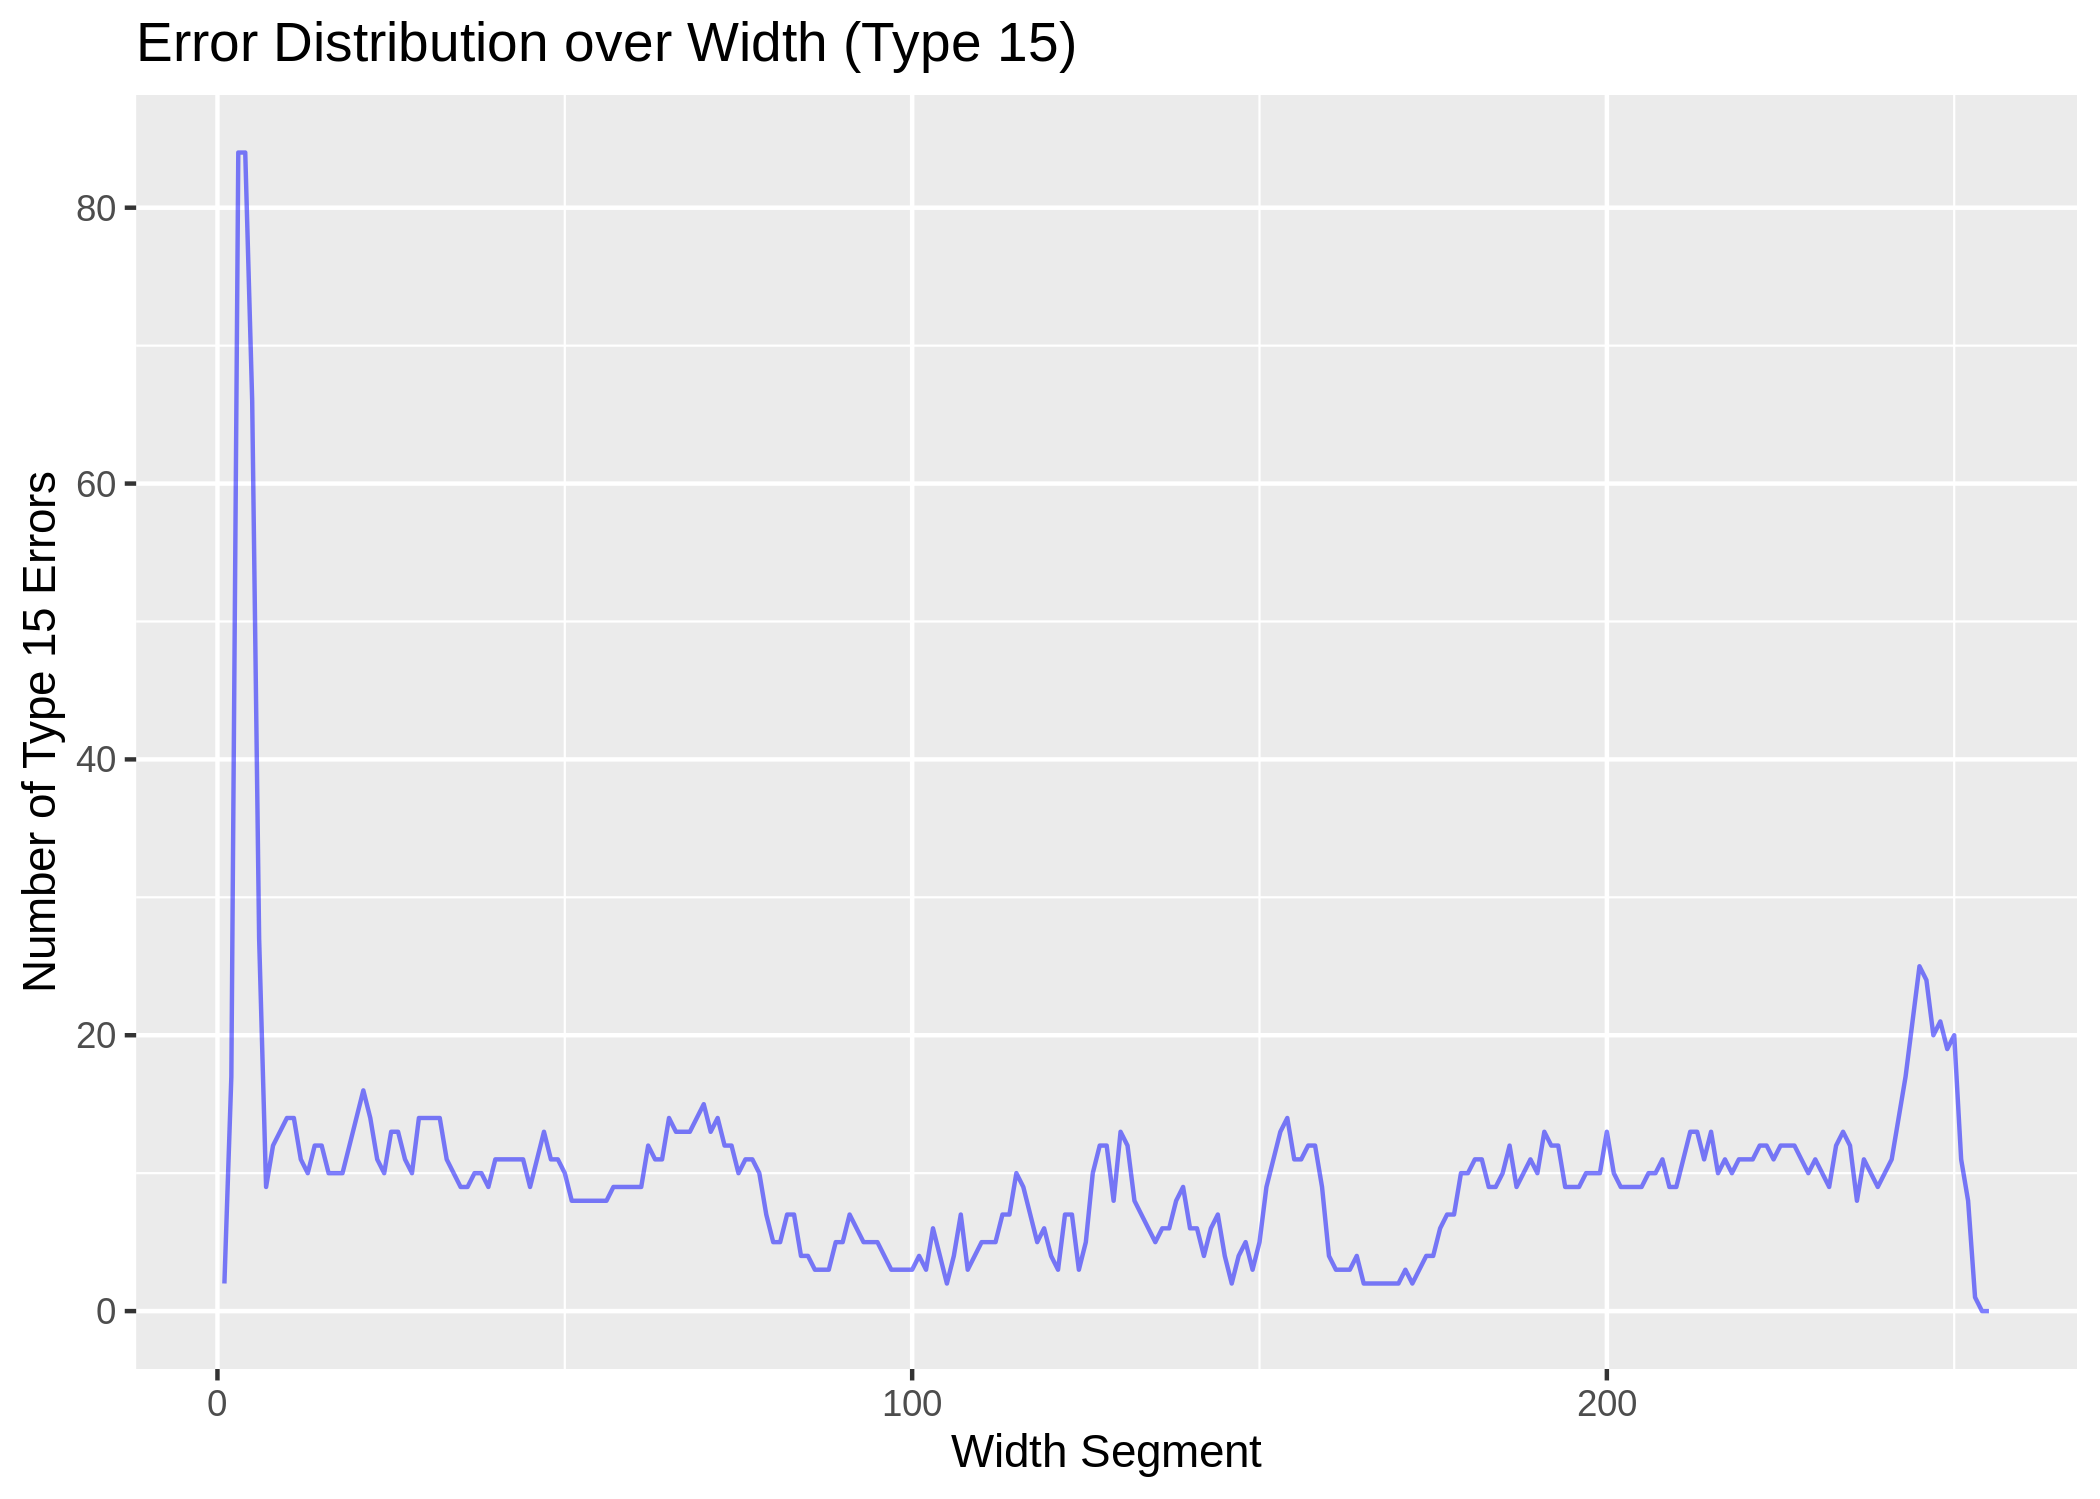 Error Distribution over Width (Type 15)
Number of Type 15 Errors
80
60
40
20
0
0 100 200
Width Segment